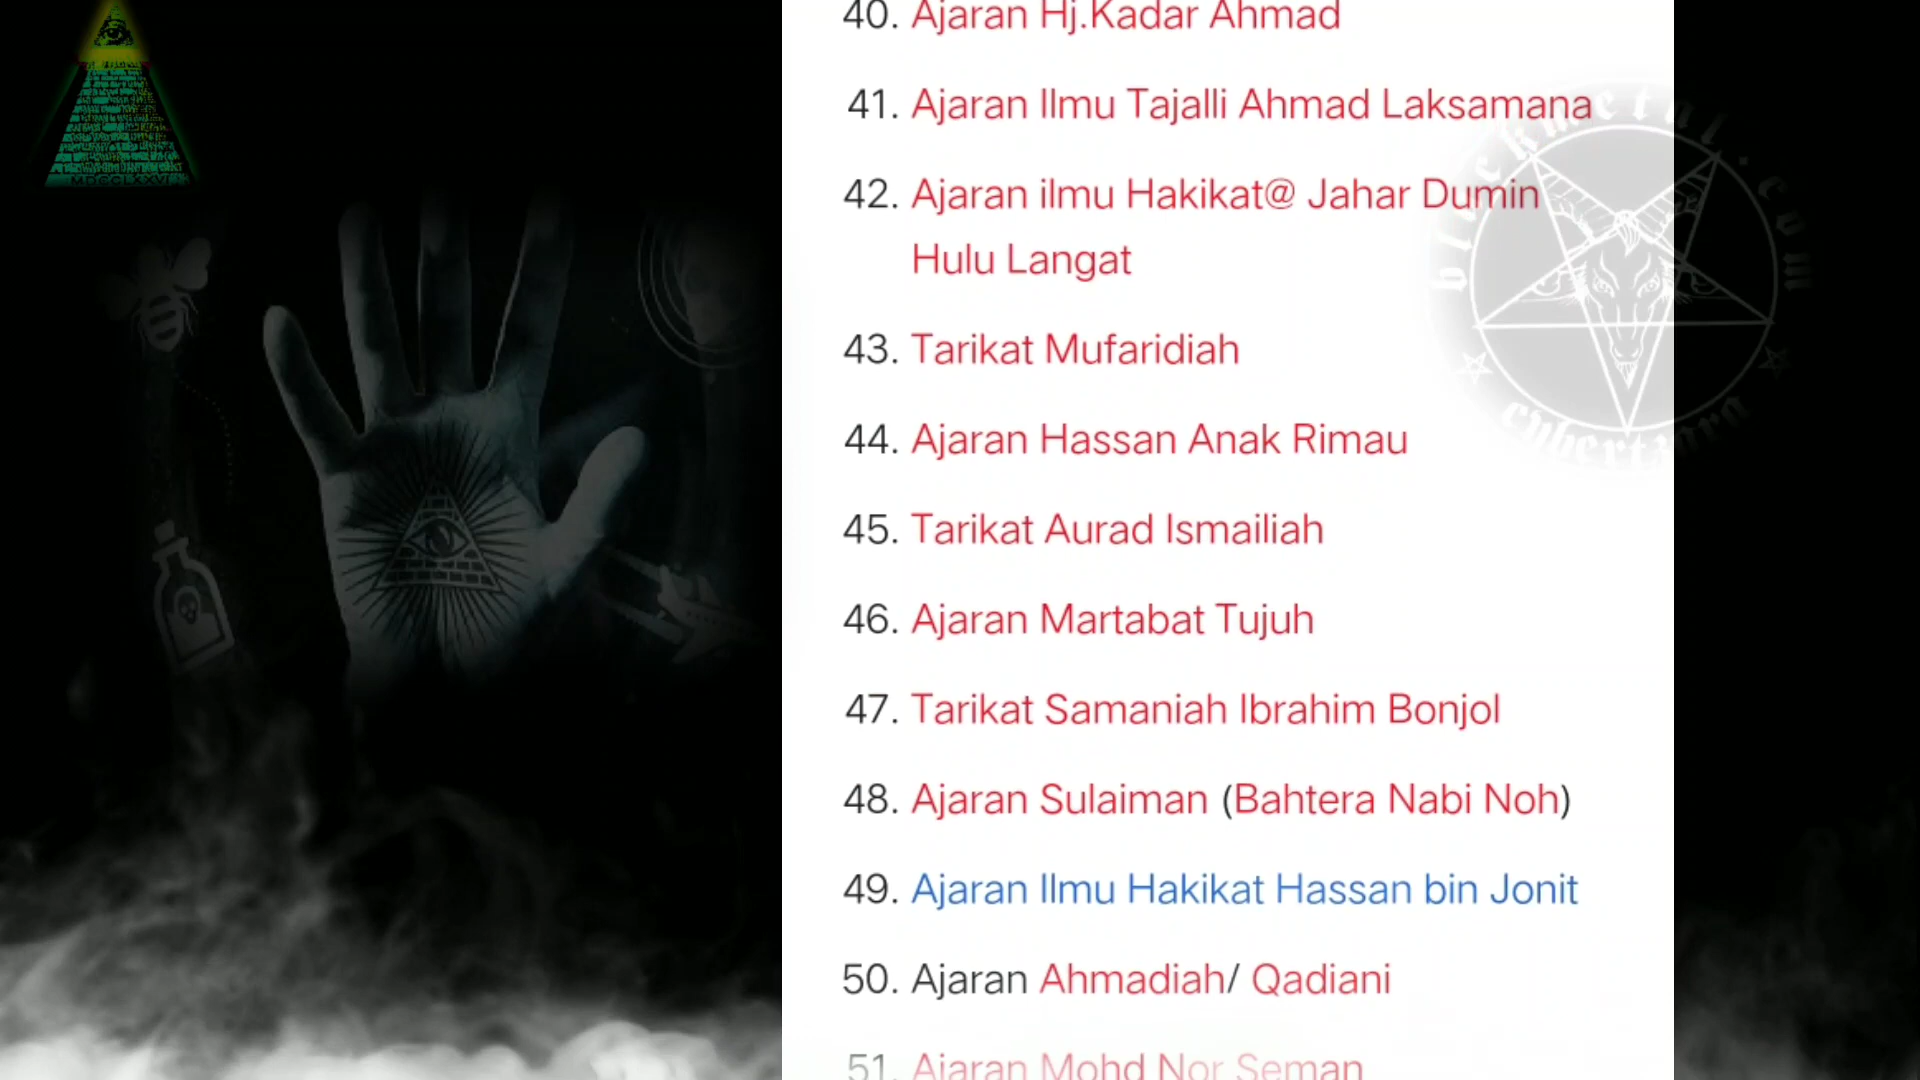 MDCCLXXVI
40. Ajaran Hj.Kadar Ahmad
41. Ajaran Ilmu Tajalli Ahmad Laksamana
42. Ajaran ilmu Hakikat@ Jahar Dumin
Hulu Langat
43. Tarikat Mufaridiah
44. Ajaran Hassan Anak Rimau
45. Tarikat Aurad Ismailiah
46. Ajaran Martabat Tujuh
47. Tarikat Samaniah Ibrahim Bonjol
48. Ajaran Sulaiman (Bahtera Nabi Noh)
49. Ajaran Ilmu Hakikat Hassan bin Jonit
50. Ajaran Ahmadiah/ Qadiani
51. Ajaran Mohd Nor Seman
blackmetal.com